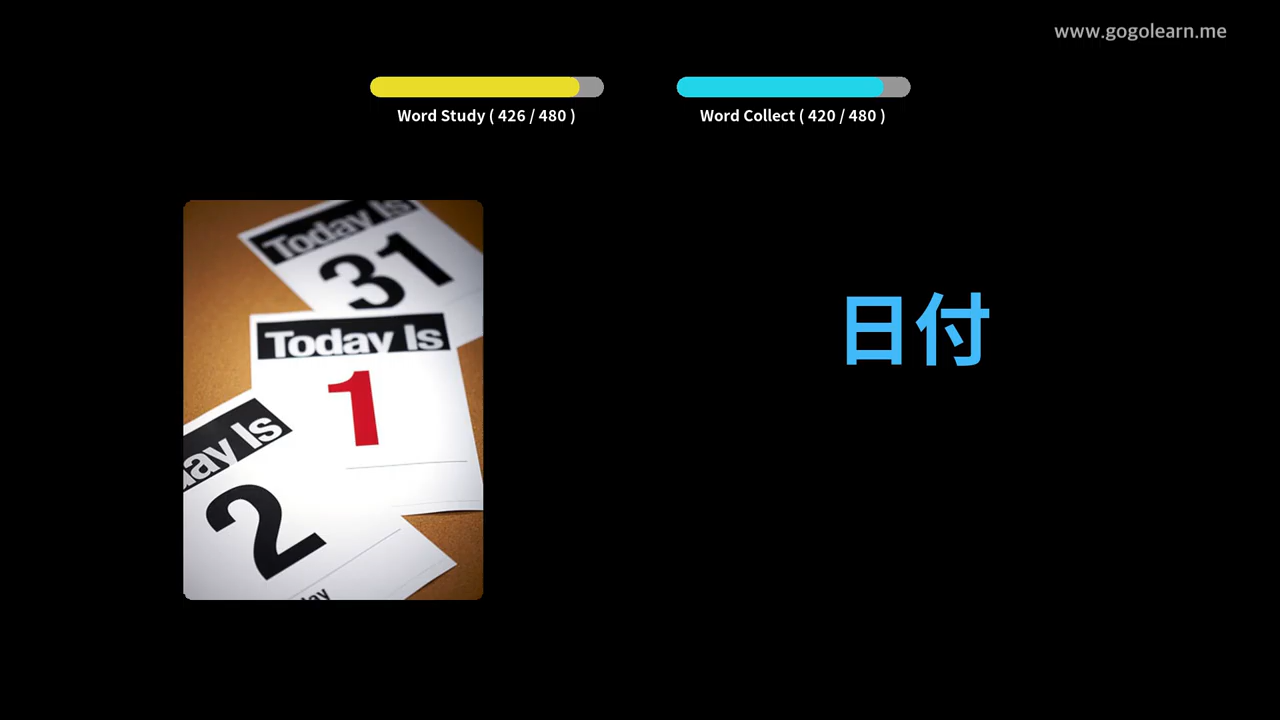 www.gogolearn.me
Word Study ( 426 / 480 )
Word Collect ( 420 / 480 )
Today Is
31
Today Is
1
ay Is
2
日付